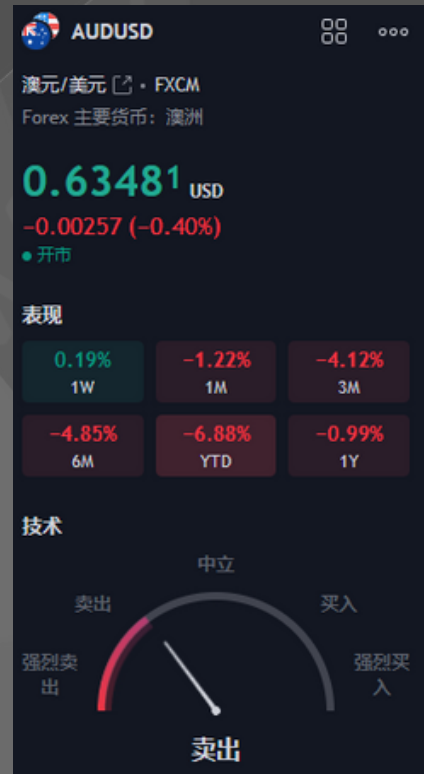 AUDUSD
澳元/美元 • FXCM
Forex 主要货币：澳洲
0.63481 USD
−0.00257 (−0.40%)
开市
表现
0.19% −1.22% −4.12%
1W 1M 3M
−4.85% −6.88% −0.99%
6M YTD 1Y
技术
中立
卖出 买入
强烈卖出 强烈买入
卖出